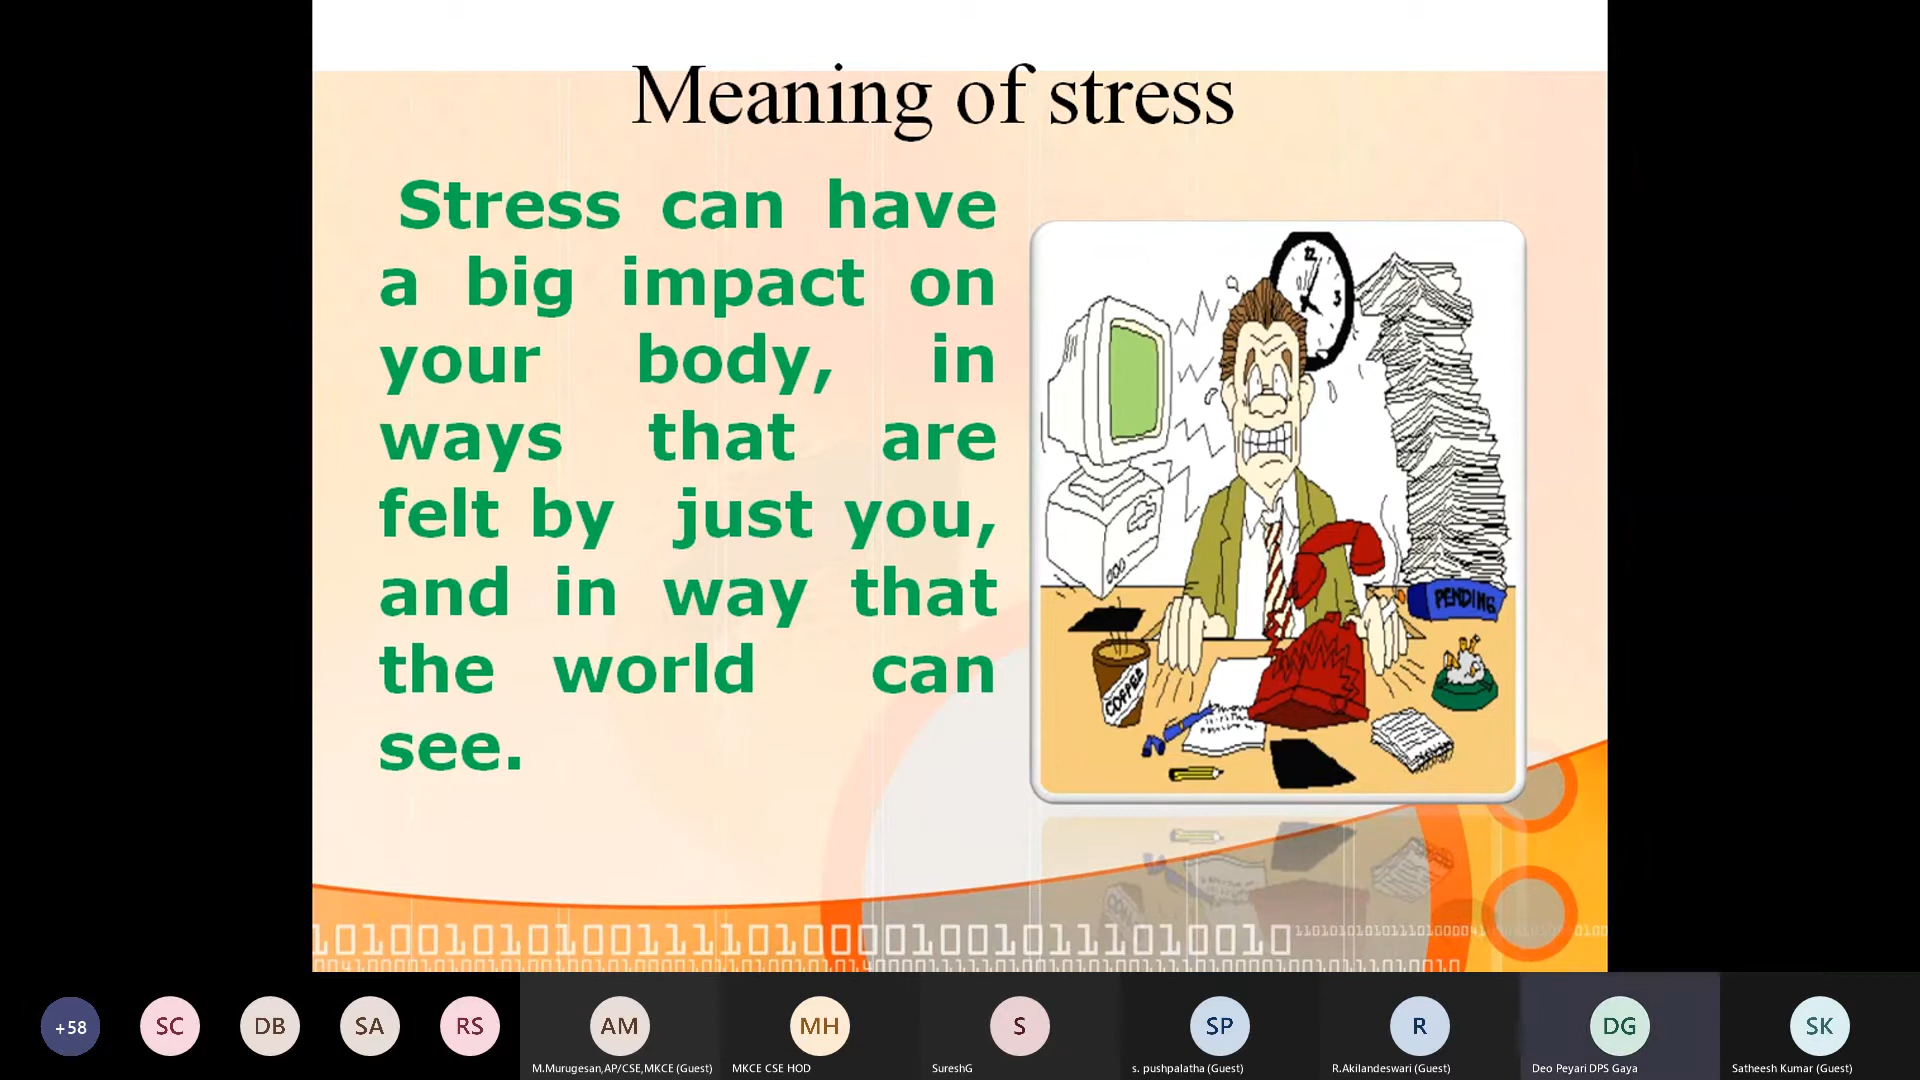 Meaning of stress
Stress can have
a big impact on
your body, in
ways that are
felt by just you,
and in way that
the world can
see.
12
3
PENDING
COFFEE
+58
SC
DB
SA
RS
AM
MH
S
SP
R
DG
SK
M.Murugesan,AP/CSE,MKCE (Guest)
MKCE CSE HOD
SureshG
s. pushpalatha (Guest)
R.Akilandeswari (Guest)
Deo Peyari DPS Gaya
Satheesh Kumar (Guest)